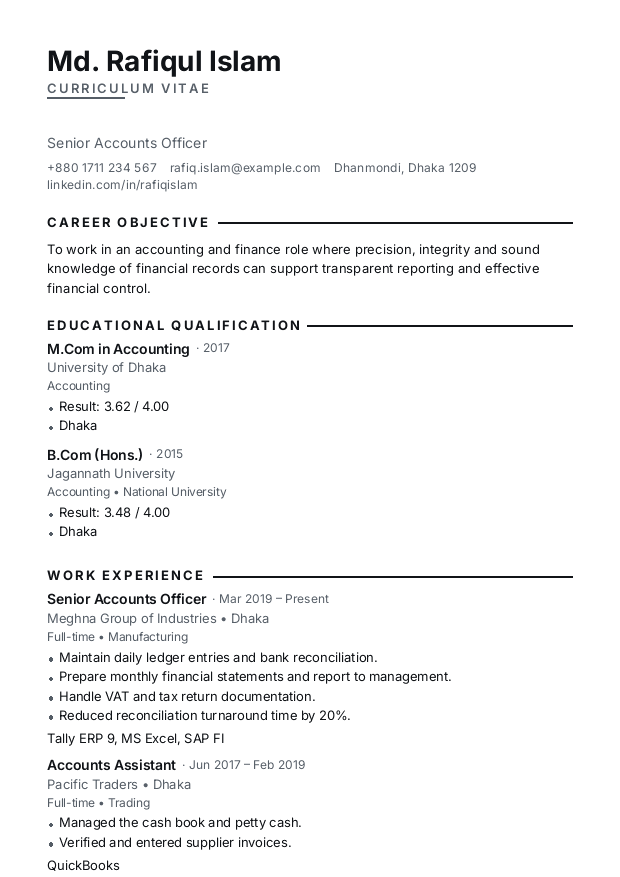 Md. Rafiqul Islam
CURRICULUM VITAE
Senior Accounts Officer
+880 1711 234 567 rafiq.islam@example.com Dhanmondi, Dhaka 1209
linkedin.com/in/rafiqislam
CAREER OBJECTIVE
To work in an accounting and finance role where precision, integrity and sound
knowledge of financial records can support transparent reporting and effective
financial control.
EDUCATIONAL QUALIFICATION
M.Com in Accounting · 2017
University of Dhaka
Accounting
• Result: 3.62 / 4.00
• Dhaka
B.Com (Hons.) · 2015
Jagannath University
Accounting • National University
• Result: 3.48 / 4.00
• Dhaka
WORK EXPERIENCE
Senior Accounts Officer · Mar 2019 – Present
Meghna Group of Industries • Dhaka
Full-time • Manufacturing
• Maintain daily ledger entries and bank reconciliation.
• Prepare monthly financial statements and report to management.
• Handle VAT and tax return documentation.
• Reduced reconciliation turnaround time by 20%.
Tally ERP 9, MS Excel, SAP FI
Accounts Assistant · Jun 2017 – Feb 2019
Pacific Traders • Dhaka
Full-time • Trading
• Managed the cash book and petty cash.
• Verified and entered supplier invoices.
QuickBooks